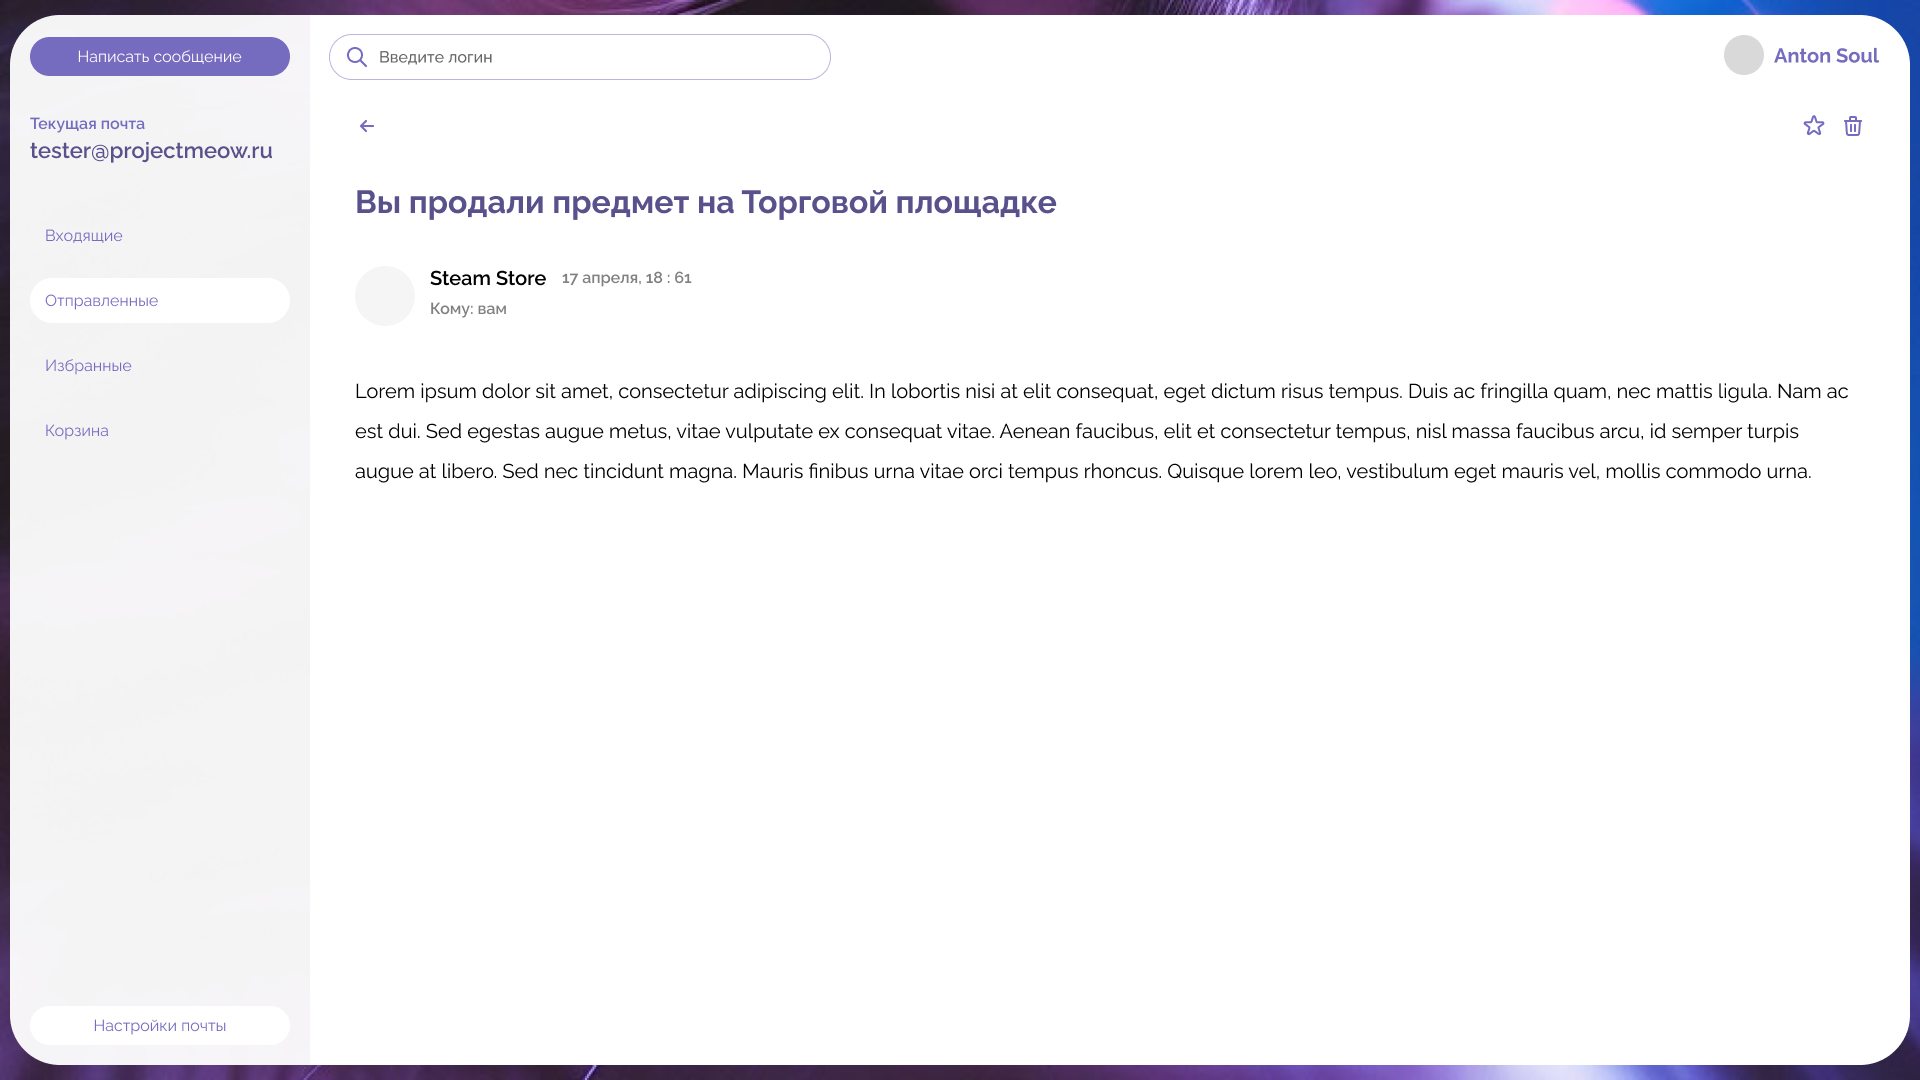 Написать сообщение
Введите логин
Anton Soul
Текущая почта
tester@projectmeow.ru
Входящие
Отправленные
Избранные
Корзина
Настройки почты
Вы продали предмет на Торговой площадке
Steam Store 17 апреля, 18 : 61
Кому: вам
Lorem ipsum dolor sit amet, consectetur adipiscing elit. In lobortis nisi at elit consequat, eget dictum risus tempus. Duis ac fringilla quam, nec mattis ligula. Nam ac
est dui. Sed egestas augue metus, vitae vulputate ex consequat vitae. Aenean faucibus, elit et consectetur tempus, nisl massa faucibus arcu, id semper turpis
augue at libero. Sed nec tincidunt magna. Mauris finibus urna vitae orci tempus rhoncus. Quisque lorem leo, vestibulum eget mauris vel, mollis commodo urna.